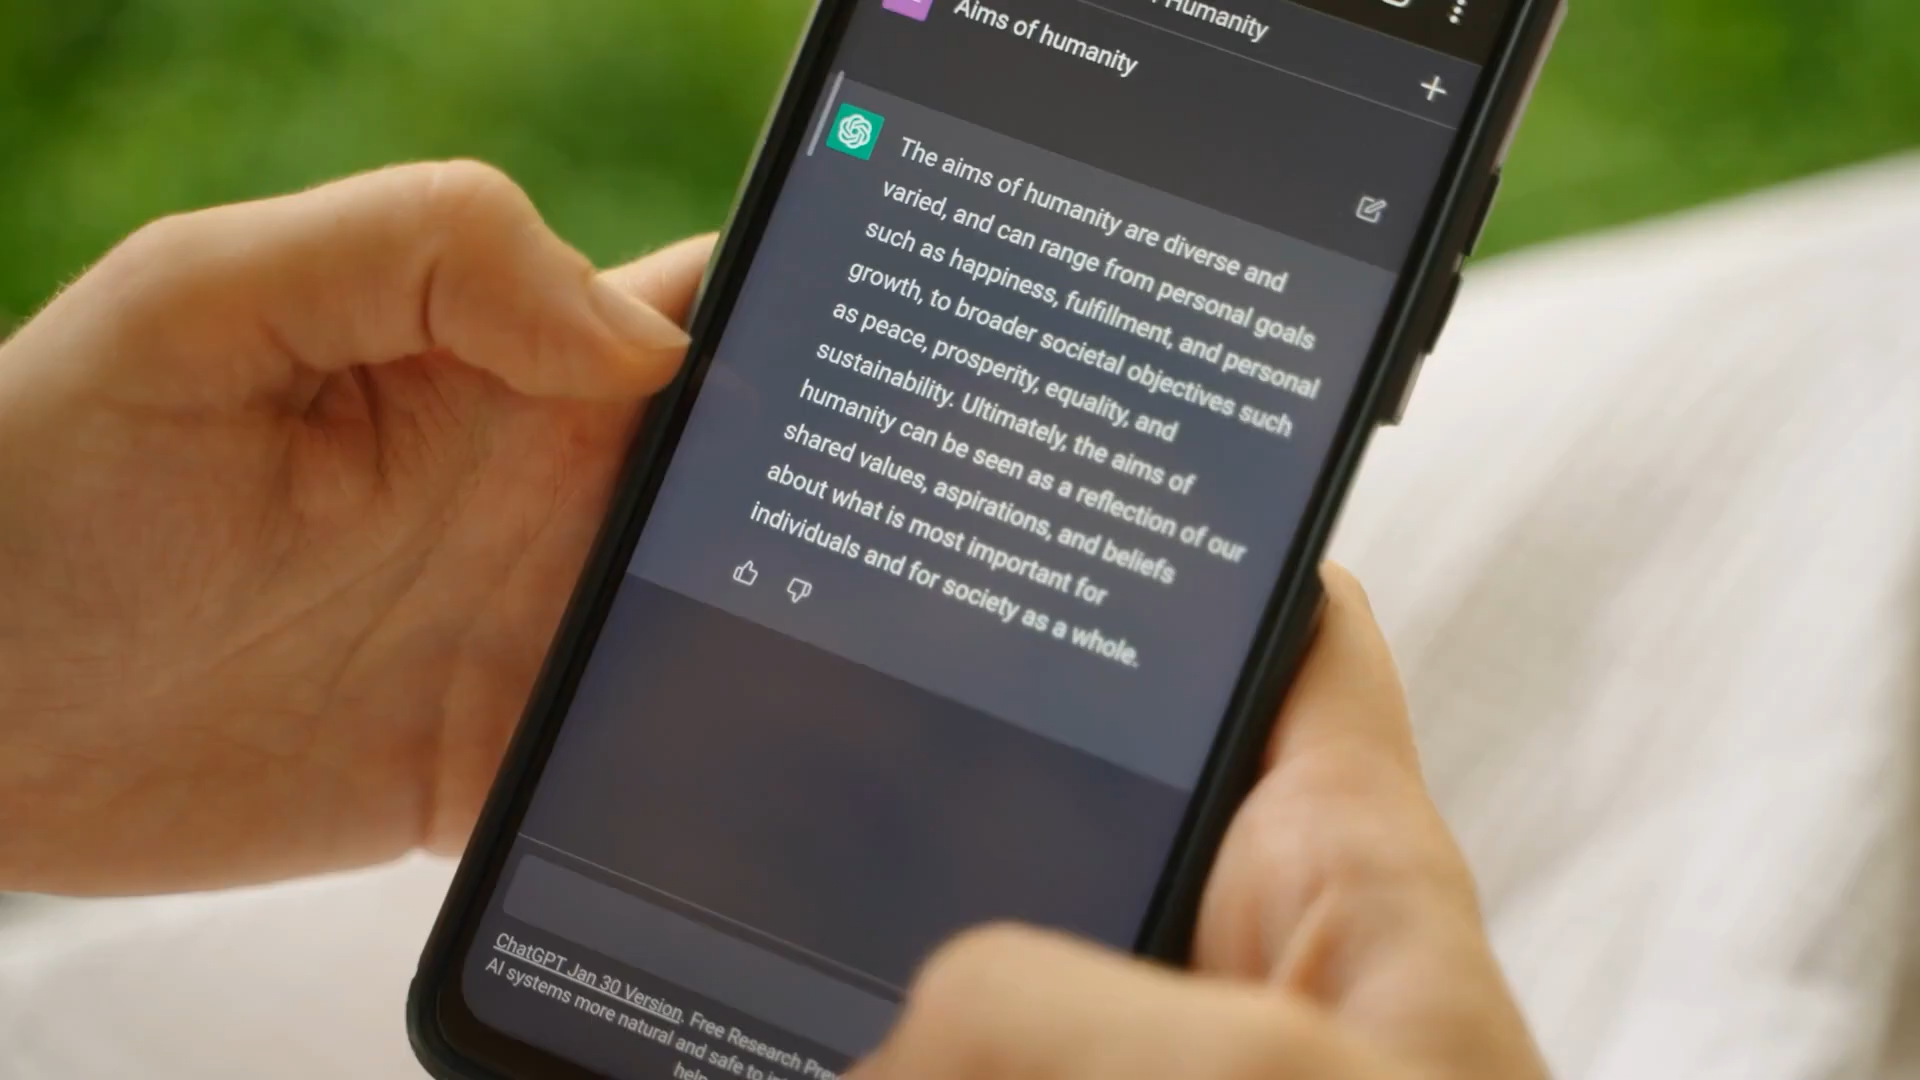 Humanity
Aims of humanity
The aims of humanity are diverse and
varied, and can range from personal goals
such as happiness, fulfillment, and personal
growth, to broader societal objectives such
as peace, prosperity, equality, and
sustainability. Ultimately, the aims of
humanity can be seen as a reflection of our
shared values, aspirations, and beliefs
about what is most important for
individuals and for society as a whole.
ChatGPT Jan 30 Version. Free Research
AI systems more natural and safe to